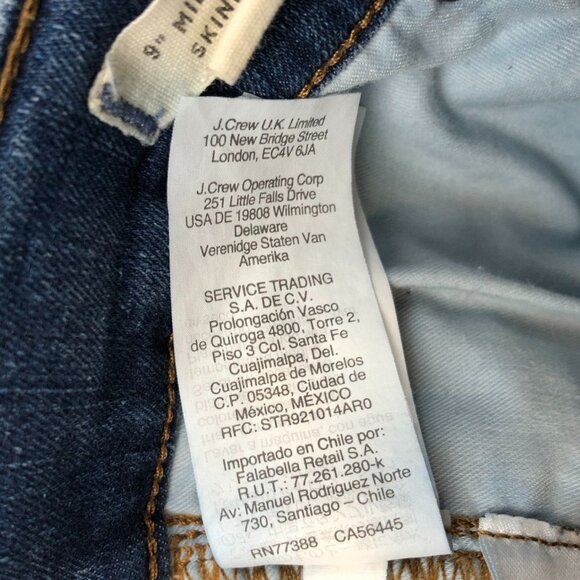 9" MI
SKIN
J.Crew U.K. Limited
100 New Bridge Street
London, EC4V 6JA
J.Crew Operating Corp
251 Little Falls Drive
USA DE 19808 Wilmington
Delaware
Verenidge Staten Van
Amerika
SERVICE TRADING
S.A. DE C.V.
Prolongación Vasco
de Quiroga 4800, Torre 2,
Piso 3 Col. Santa Fe
Cuajimalpa, Del.
Cuajimalpa de Morelos
C.P. 05348, Ciudad de
México, MÉXICO
RFC: STR921014AR0
Importado en Chile por:
Falabella Retail S.A.
R.U.T.: 77.261.280-k
Av: Manuel Rodriguez Norte
730, Santiago - Chile
RN77388 CA56445